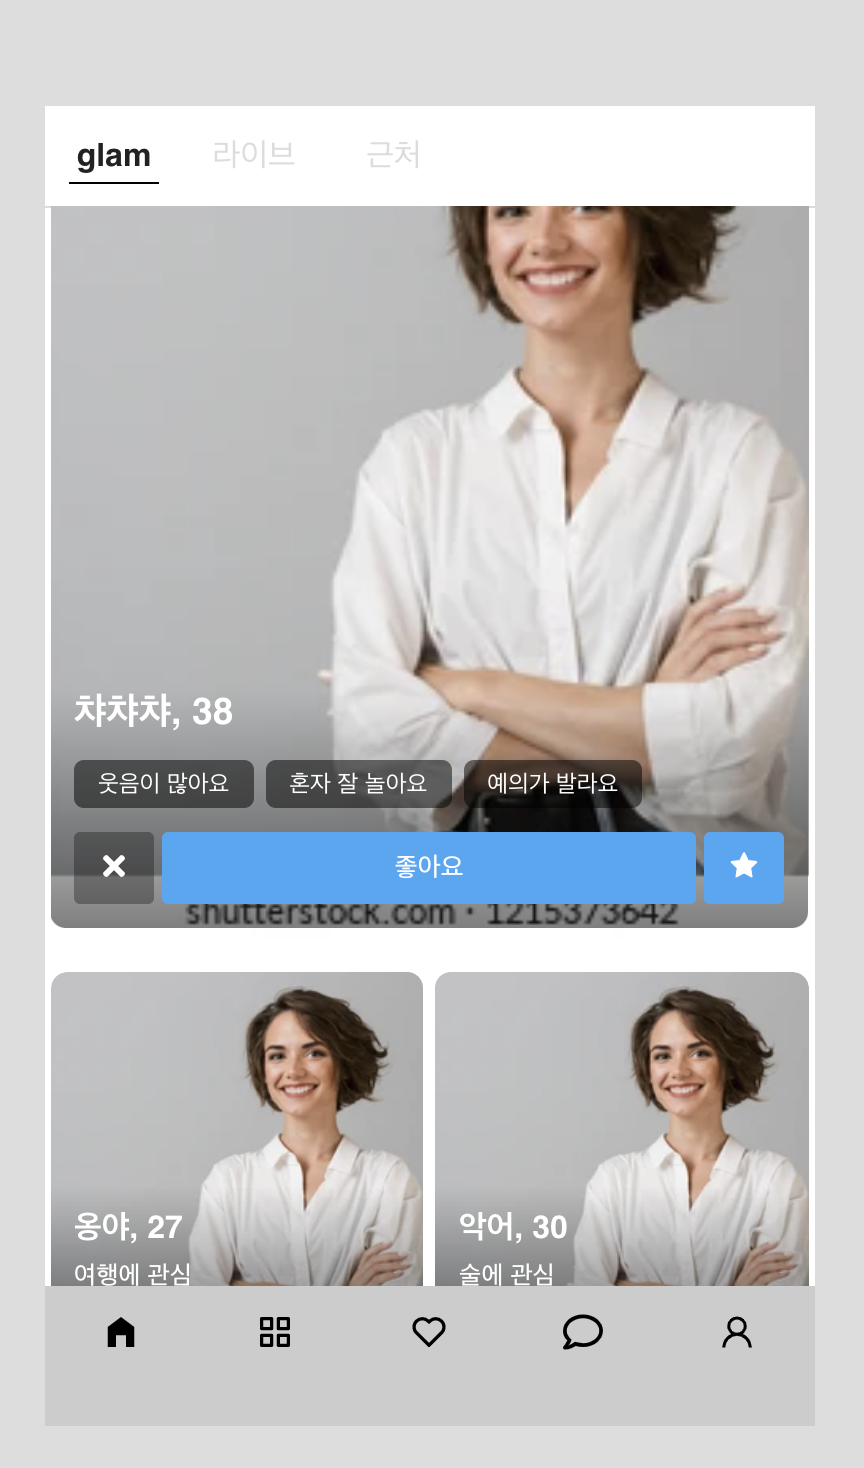 glam 라이브 근처
챠챠챠, 38
웃음이 많아요 혼자 잘 놀아요 예의가 발라요
좋아요
shutterstock.com · 1215373642
옹야, 27 악어, 30
여행에 관심 술에 관심